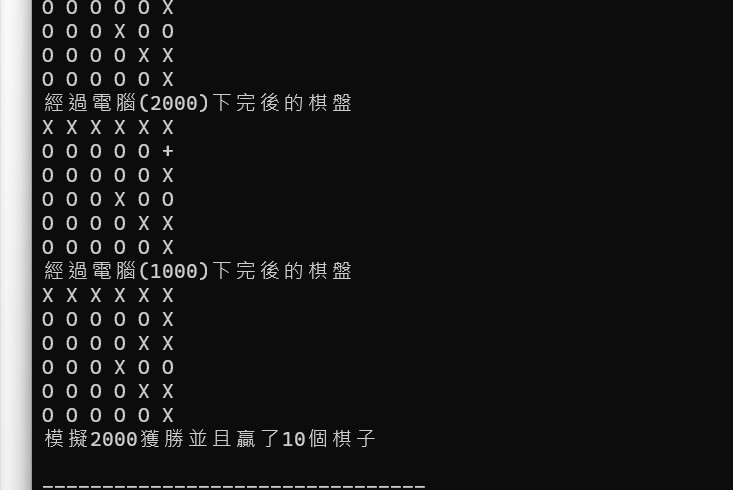 O O O O O X
O O O X O O
O O O O X X
O O O O O X
經過電腦(2000)下完後的棋盤
X X X X X X
O O O O O +
O O O O O X
O O O X O O
O O O O X X
O O O O O X
經過電腦(1000)下完後的棋盤
X X X X X X
O O O O O X
O O O O X X
O O O X O O
O O O O X X
O O O O O X
模擬2000獲勝並且贏了10個棋子
--------------------------------